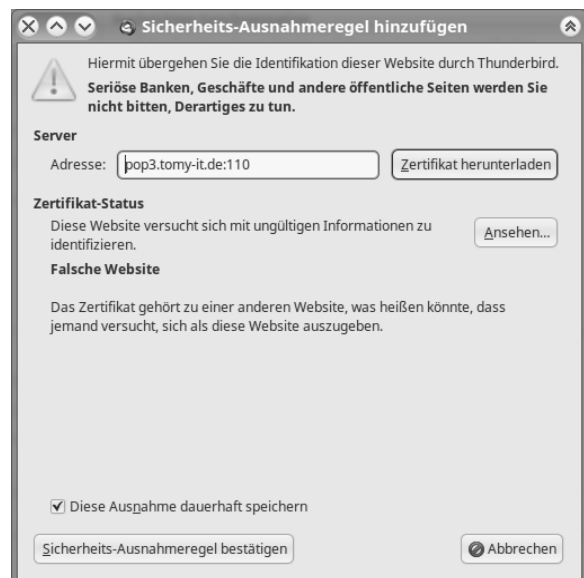 Sicherheits-Ausnahmeregel hinzufügen
Hiermit übergehen Sie die Identifikation dieser Website durch Thunderbird.
Seriöse Banken, Geschäfte und andere öffentliche Seiten werden Sie
nicht bitten, Derartiges zu tun.
Server
Adresse: pop3.tomy-it.de:110 Zertifikat herunterladen
Zertifikat-Status
Diese Website versucht sich mit ungültigen Informationen zu
identifizieren.
Ansehen...
Falsche Website
Das Zertifikat gehört zu einer anderen Website, was heißen könnte, dass
jemand versucht, sich als diese Website auszugeben.
Diese Ausnahme dauerhaft speichern
Sicherheits-Ausnahmeregel bestätigen Abbrechen